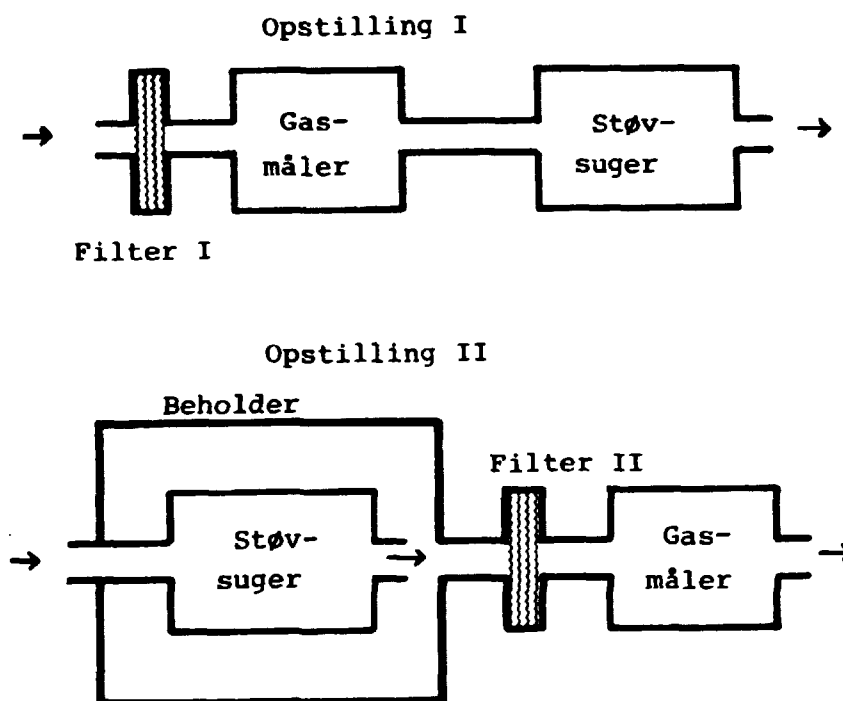 Opstilling I
Gas-
måler
Støv-
suger
Filter I
Opstilling II
Beholder
Filter II
Støv-
suger
Gas-
måler